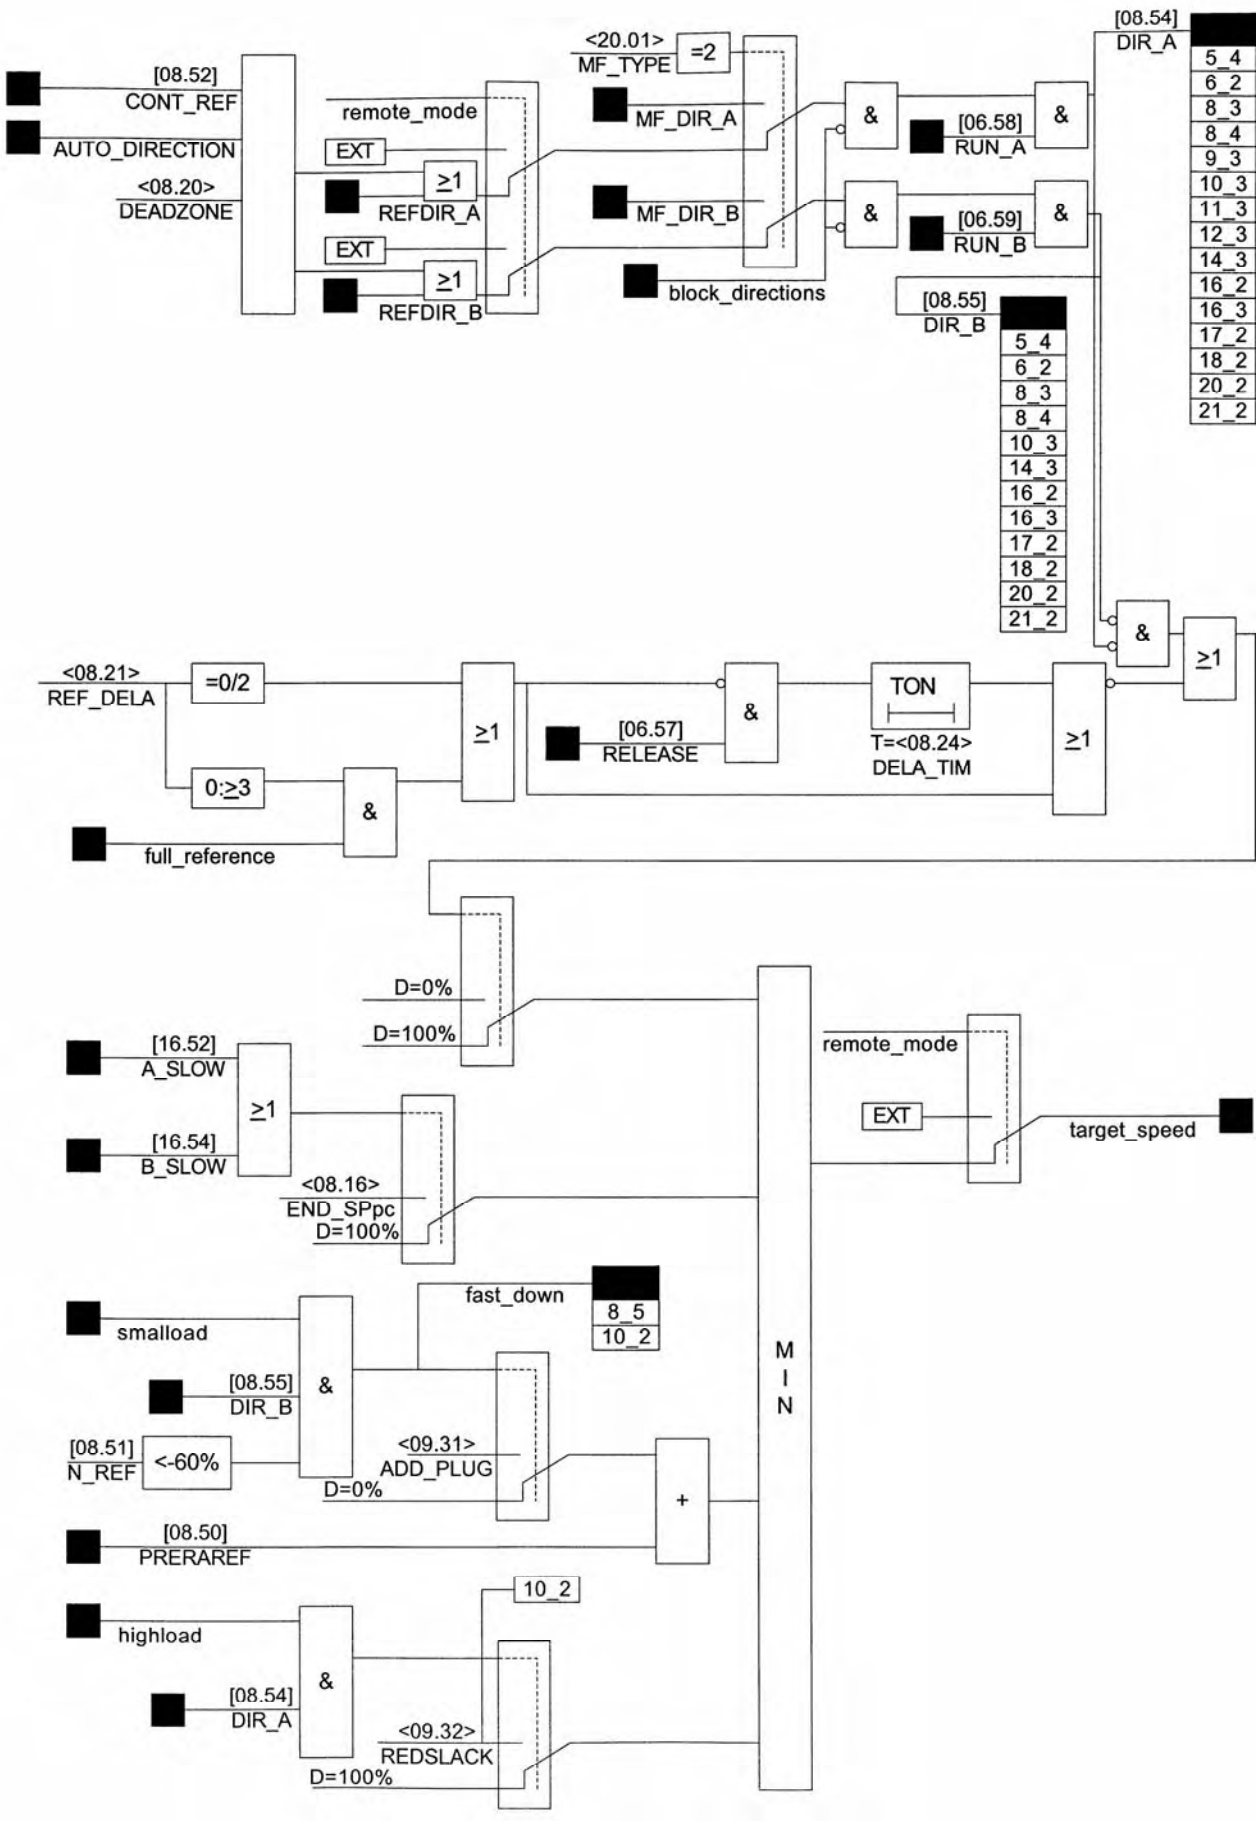 [08.52]
CONT_REF
AUTO_DIRECTION
<08.20>
DEADZONE
remote_mode
EXT
≥1
REFDIR_A
EXT
≥1
REFDIR_B
<20.01>
MF_TYPE
=2
MF_DIR_A
MF_DIR_B
block_directions
&
[06.58]
RUN_A
&
&
[06.59]
RUN_B
&
[08.54]
DIR_A
5_4
6_2
8_3
8_4
9_3
10_3
11_3
12_3
14_3
16_2
16_3
17_2
18_2
20_2
21_2
[08.55]
DIR_B
5_4
6_2
8_3
8_4
10_3
14_3
16_2
16_3
17_2
18_2
20_2
21_2
&
≥1
<08.21>
REF_DELA
=0/2
0:≥3
full_reference
&
≥1
[06.57]
RELEASE
&
TON
T=<08.24>
DELA_TIM
≥1
D=0%
D=100%
[16.52]
A_SLOW
[16.54]
B_SLOW
≥1
<08.16>
END_SPpc
D=100%
remote_mode
EXT
target_speed
fast_down
8_5
10_2
smalload
[08.55]
DIR_B
[08.51]
N_REF
<-60%
&
<09.31>
ADD_PLUG
D=0%
+
M
I
N
[08.50]
PRERAREF
10_2
highload
[08.54]
DIR_A
&
<09.32>
REDSLACK
D=100%